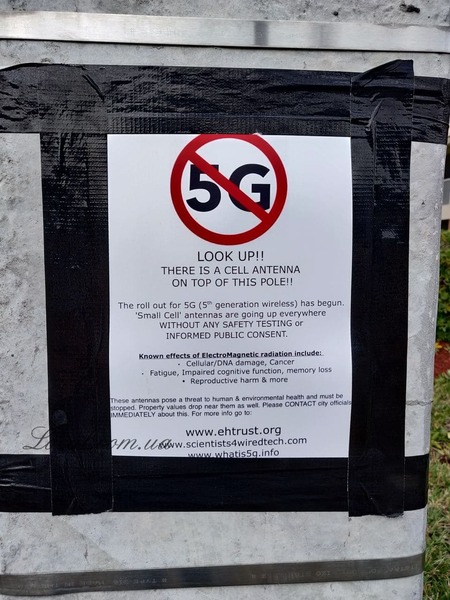 5G
LOOK UP!!
THERE IS A CELL ANTENNA
ON TOP OF THIS POLE!!
The roll out for 5G (5th generation wireless) has begun.
'Small Cell' antennas are going up everywhere
WITHOUT ANY SAFETY TESTING or
INFORMED PUBLIC CONSENT.
Known effects of ElectroMagnetic radiation include:
• Cellular/DNA damage, Cancer
• Fatigue, Impaired cognitive function, memory loss
• Reproductive harm & more
These antennas pose a threat to human & environmental health and must be
stopped. Property values drop near them as well. Please CONTACT city officials
IMMEDIATELY about this. For more info go to:
www.ehtrust.org
www.scientists4wiredtech.com
www.whatis5g.info